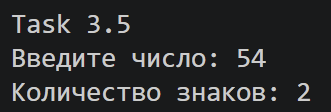 Task 3.5
Введите число: 54
Количество знаков: 2